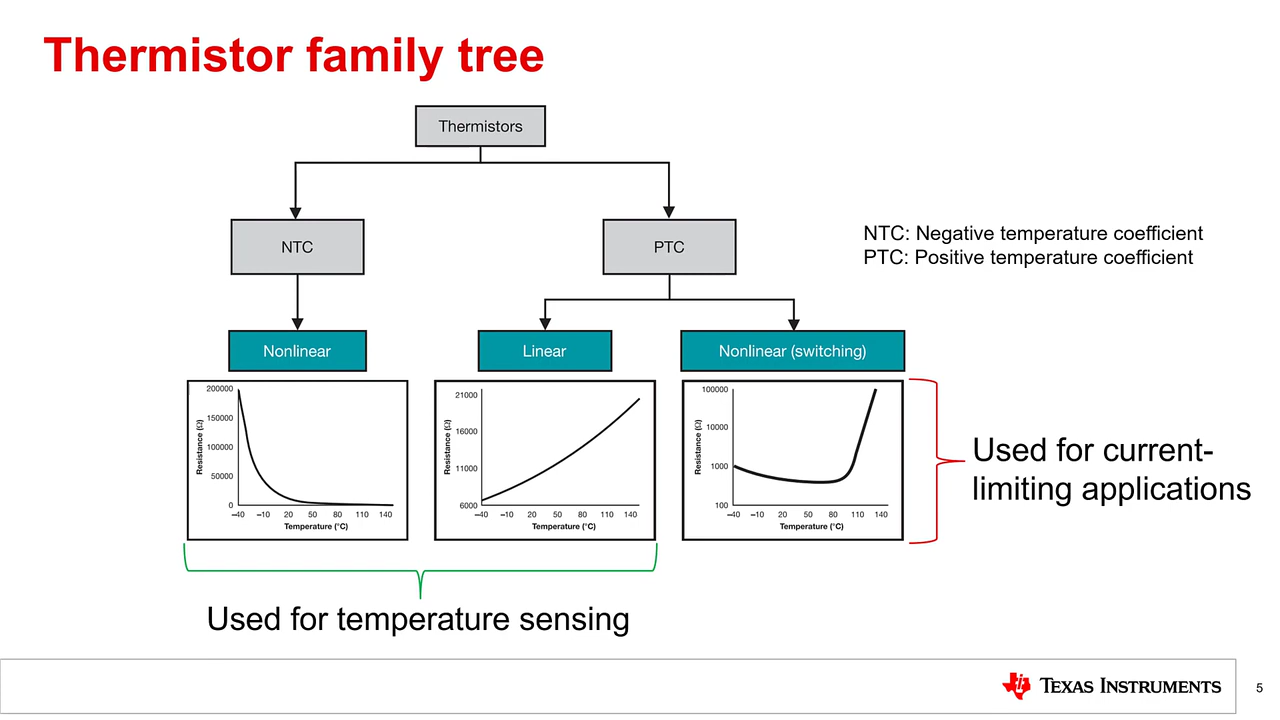 Thermistor family tree
Thermistors
NTC
PTC
NTC: Negative temperature coefficient
PTC: Positive temperature coefficient
Nonlinear
Linear
Nonlinear (switching)
200000
150000
100000
50000
0
Resistance (Ω)
−40 −10 20 50 80 110 140
Temperature (°C)
21000
16000
11000
6000
Resistance (Ω)
−40 −10 20 50 80 110 140
Temperature (°C)
100000
10000
1000
100
Resistance (Ω)
−40 −10 20 50 80 110 140
Temperature (°C)
Used for current-
limiting applications
Used for temperature sensing
TEXAS INSTRUMENTS
5